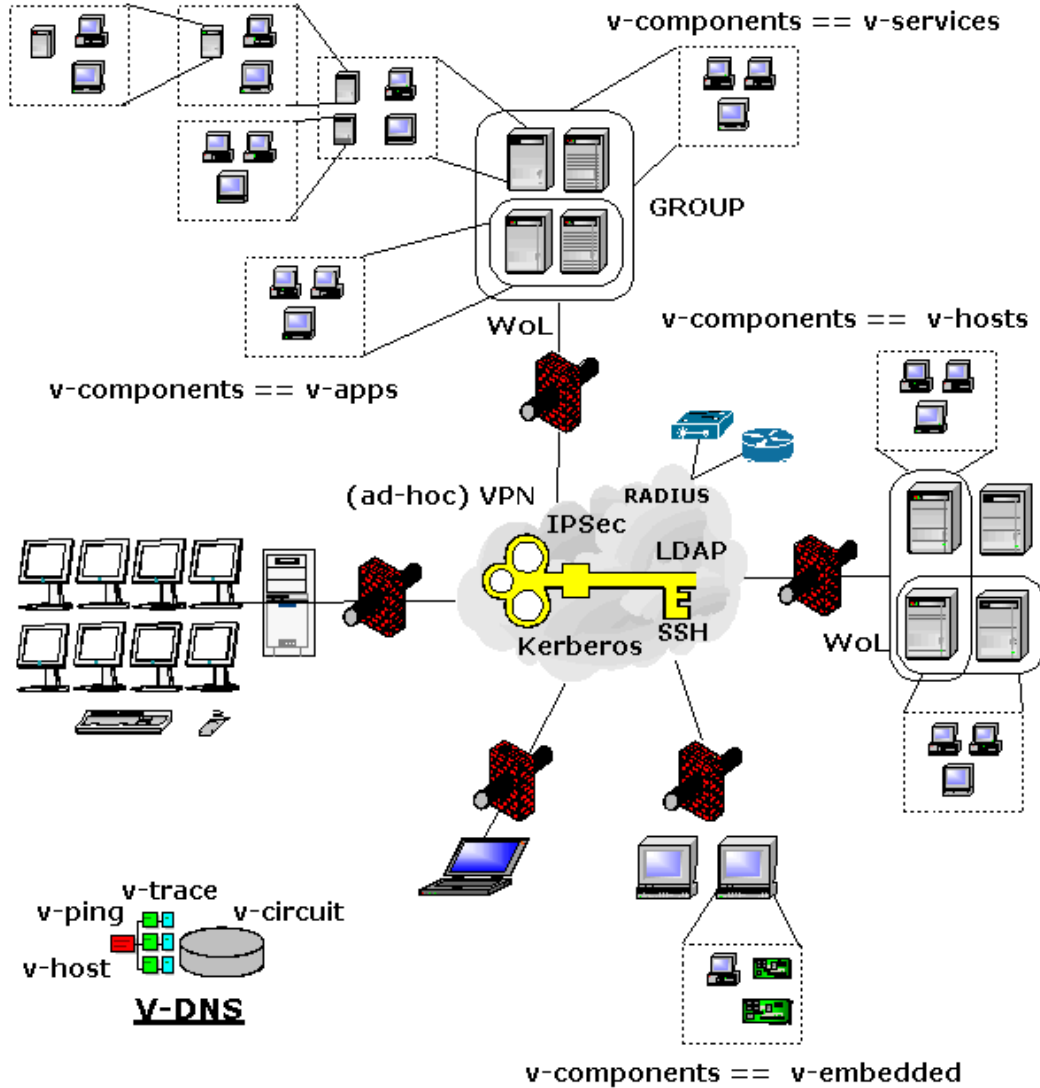 v-components == v-services
GROUP
WoL
v-components == v-hosts
v-components == v-apps
(ad-hoc) VPN
RADIUS
IPSec
LDAP
Kerberos
SSH
WoL
v-trace
v-ping
v-circuit
v-host
V-DNS
v-components == v-embedded